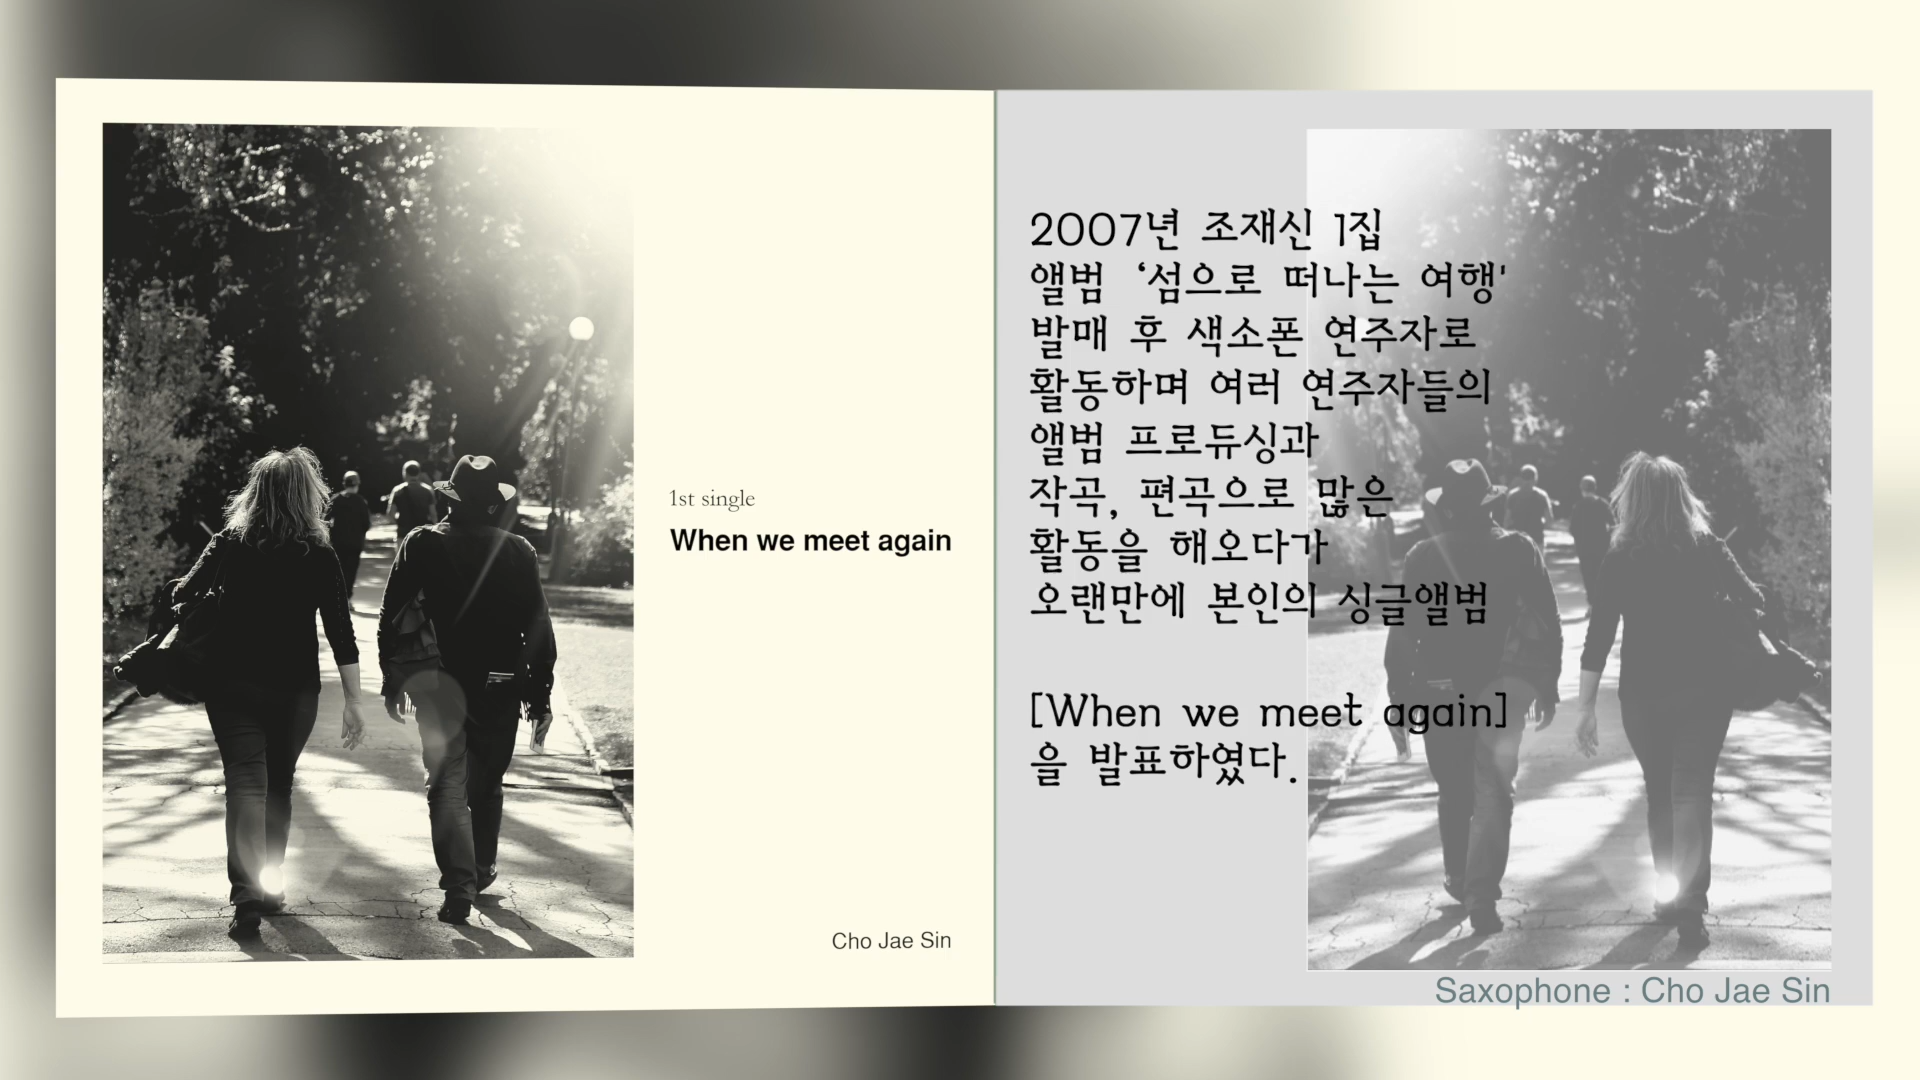 1st single
When we meet again
Cho Jae Sin
2007년 조재신 1집
앨범 ‘섬으로 떠나는 여행'
발매 후 색소폰 연주자로
활동하며 여러 연주자들의
앨범 프로듀싱과
작곡, 편곡으로 많은
활동을 해오다가
오랜만에 본인의 싱글앨범
[When we meet again]
을 발표하였다.
Saxophone : Cho Jae Sin